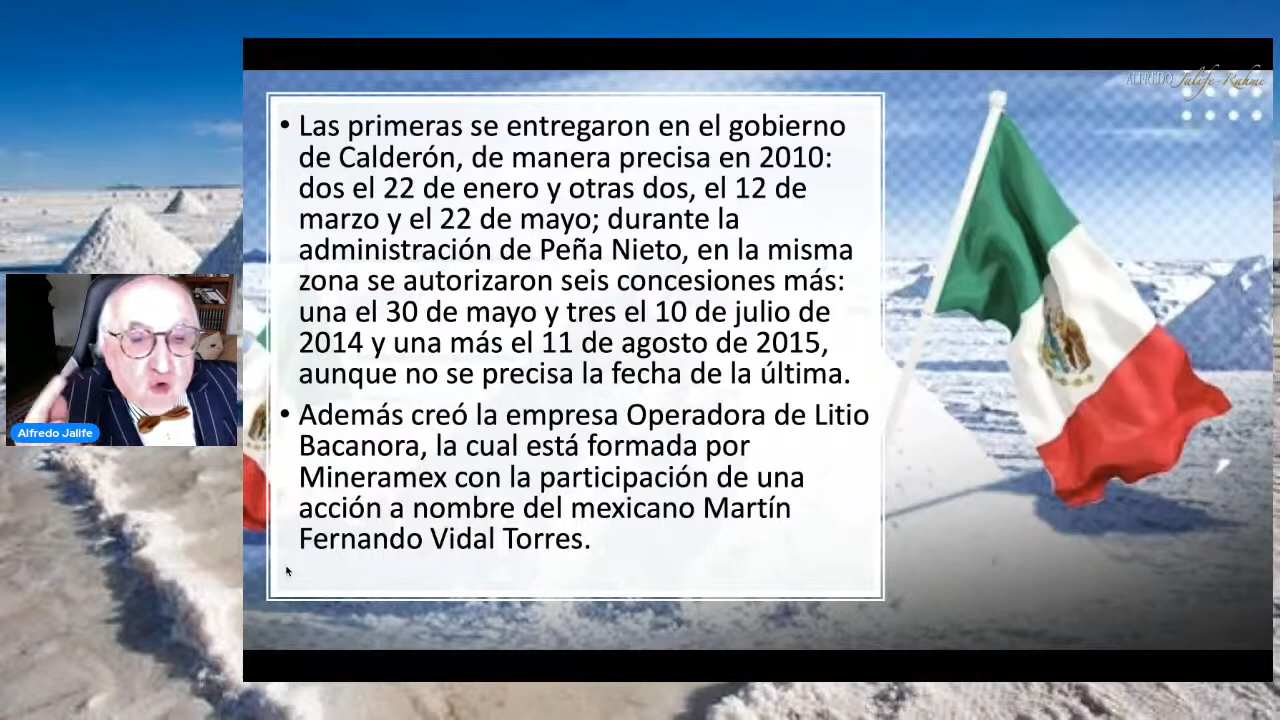 ALFREDO Jalife-Rahme
• Las primeras se entregaron en el gobierno
de Calderón, de manera precisa en 2010:
dos el 22 de enero y otras dos, el 12 de
marzo y el 22 de mayo; durante la
administración de Peña Nieto, en la misma
zona se autorizaron seis concesiones más:
una el 30 de mayo y tres el 10 de julio de
2014 y una más el 11 de agosto de 2015,
aunque no se precisa la fecha de la última.
• Además creó la empresa Operadora de Litio
Bacanora, la cual está formada por
Mineramex con la participación de una
acción a nombre del mexicano Martín
Fernando Vidal Torres.
Alfredo Jalife